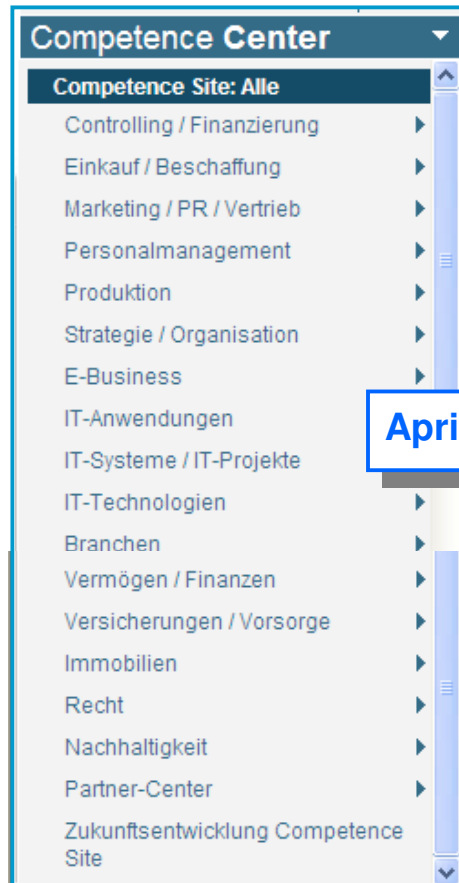 Competence Center
Competence Site: Alle
Controlling / Finanzierung
Einkauf / Beschaffung
Marketing / PR / Vertrieb
Personalmanagement
Produktion
Strategie / Organisation
E-Business
IT-Anwendungen
Apri
IT-Systeme / IT-Projekte
IT-Technologien
Branchen
Vermögen / Finanzen
Versicherungen / Vorsorge
Immobilien
Recht
Nachhaltigkeit
Partner-Center
Zukunftsentwicklung Competence
Site